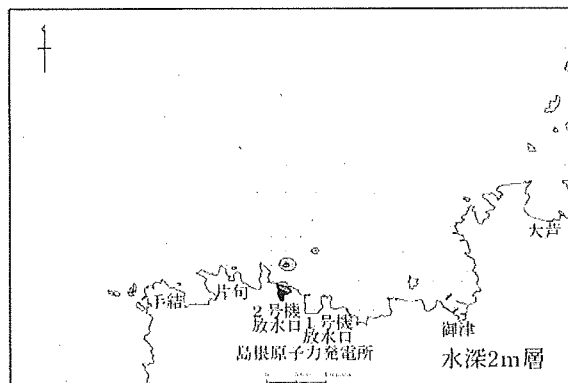 大芦
手結
片句
2号機
放水口
1号機
放水口
御津
島根原子力発電所
水深2m層